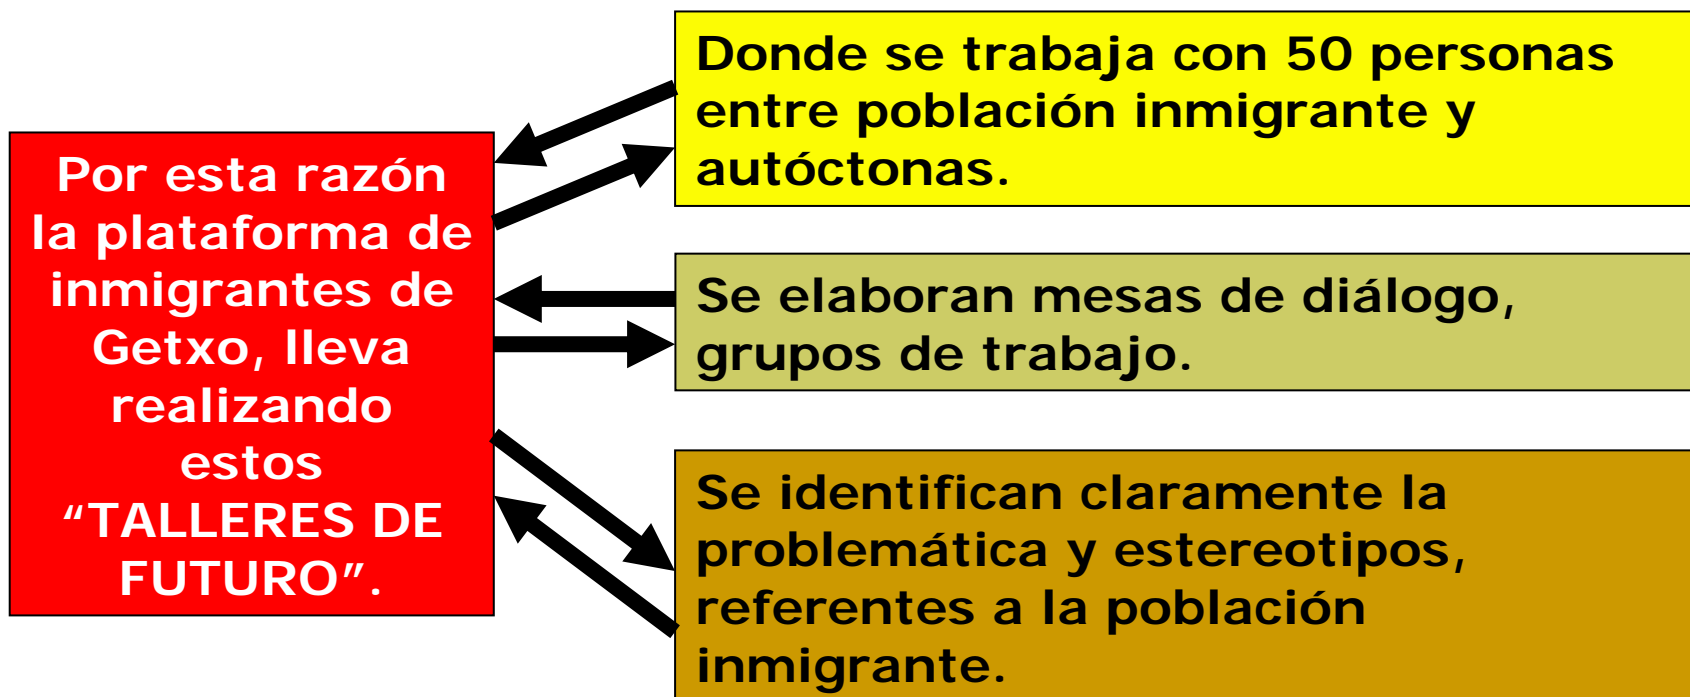 Por esta razón
la plataforma de
inmigrantes de
Getxo, lleva
realizando
estos
“TALLERES DE
FUTURO”.
Donde se trabaja con 50 personas
entre población inmigrante y
autóctonas.
Se elaboran mesas de diálogo,
grupos de trabajo.
Se identifican claramente la
problemática y estereotipos,
referentes a la población
inmigrante.